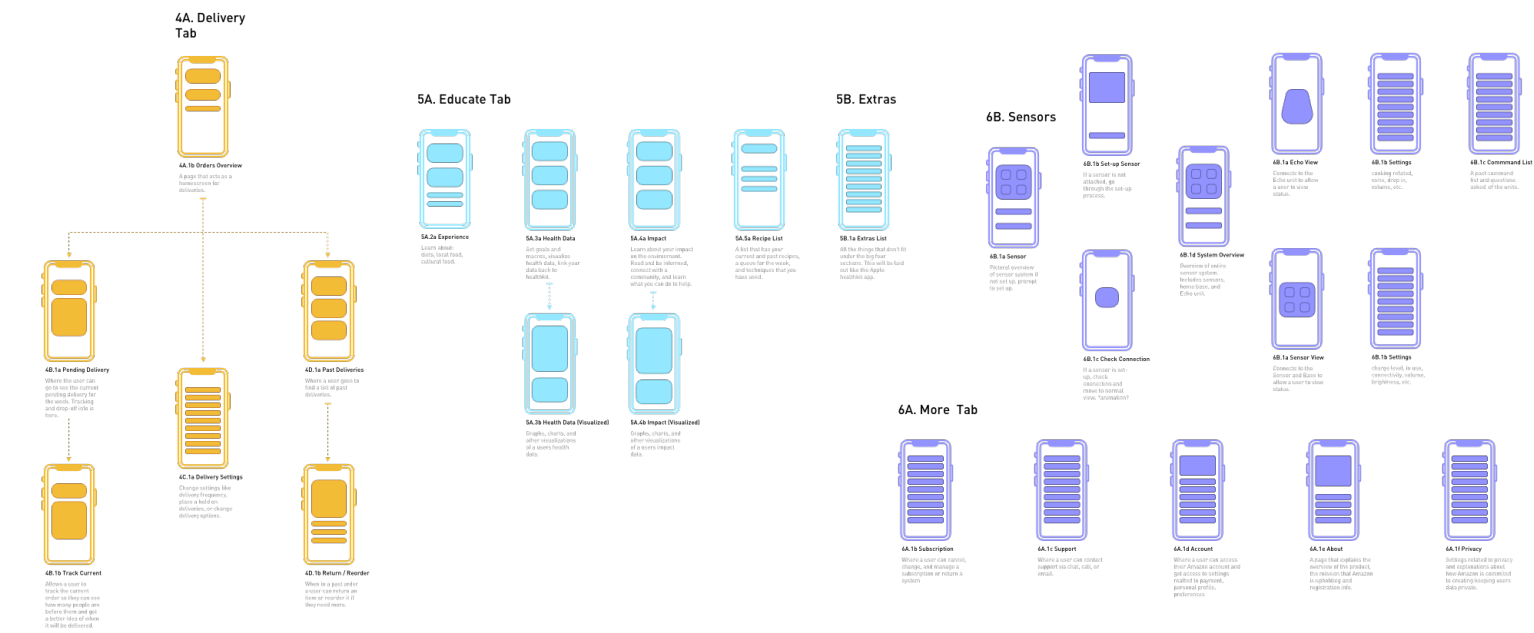 4A. Delivery
Tab
4A.1b Orders Overview
A page that acts as a
homescreen for
deliveries.
4B.1a Pending Delivery
Where the user can
go to see the current
pending delivery for
the week. Tracking
and drop-off info is
here.
4B.1b Track Current
Allows a user to
track the current
order so they can see
how many people are
before them and get
a better idea of when
it will be delivered.
4C.1a Delivery Settings
Change settings like
delivery frequency,
place a hold on
deliveries, or change
delivery options.
4D.1a Past Deliveries
Where a user goes to
find a list of past
deliveries.
4D.1b Return / Reorder
When in a past order
a user can return an
item or reorder it if
they need more.
5A. Educate Tab
5A.2a Experience
Learn about:
diets, local food,
cultural food.
5A.3a Health Data
Set goals and
macros, visualize
health data, link your
data back to
healthkit.
5A.3b Health Data (Visualized)
Graphs, charts, and
other visualizations
of a users health
data.
5A.4a Impact
Learn about your impact
on the environment.
Read and be informed,
connect with a
community, and learn
what you can do to help.
5A.4b Impact (Visualized)
Graphs, charts, and
other visualizations
of a users impact
data.
5A.5a Recipe List
A list that has your
current and past recipes,
a queue for the week,
and techniques that you
have used.
5B. Extras
5B.1a Extras List
All the things that don't fit
under the big four
sections. This will be laid
out like the Apple
healthkit app.
6B. Sensors
6B.1a Sensor
Pictoral overview
of sensor system if
not set up, prompt
to set up.
6B.1b Set-up Sensor
If a sensor is not
attached, go
through the set-up
process.
6B.1c Check Connection
If a sensor is set-
up, check
connection and
move to normal
view. *animation?
6B.1d System Overview
Overview of entire
sensor system.
Includes sensors,
home base, and
Echo unit.
6B.1a Echo View
Connects to the
Echo unit to allow
a user to view
status.
6B.1b Settings
cooking related,
voice, drop in,
volume, etc.
6B.1c Commmand List
A past command
list and questions
asked of the units.
6B.1a Sensor View
Connects to the
Sensor and Base to
allow a user to view
status.
6B.1b Settings
charge level, in use,
connectivity, volume,
brightness, etc.
6A. More Tab
6A.1b Subscription
Where a user can cancel,
change, and manage a
subscription or return a
system
6A.1c Support
Where a user can contact
support via chat, call, or
email.
6A.1d Account
Where a user can access
their Amazon account and
get access to settings
realted to payment,
personal profile,
preferences
6A.1e About
A page that explains the
overview of the product,
the mission that Amazon
is upholding and
registration info.
6A.1f Privacy
Settings related to privacy
and explanations about
how Amazon is commited
to creating keeping users
data private.